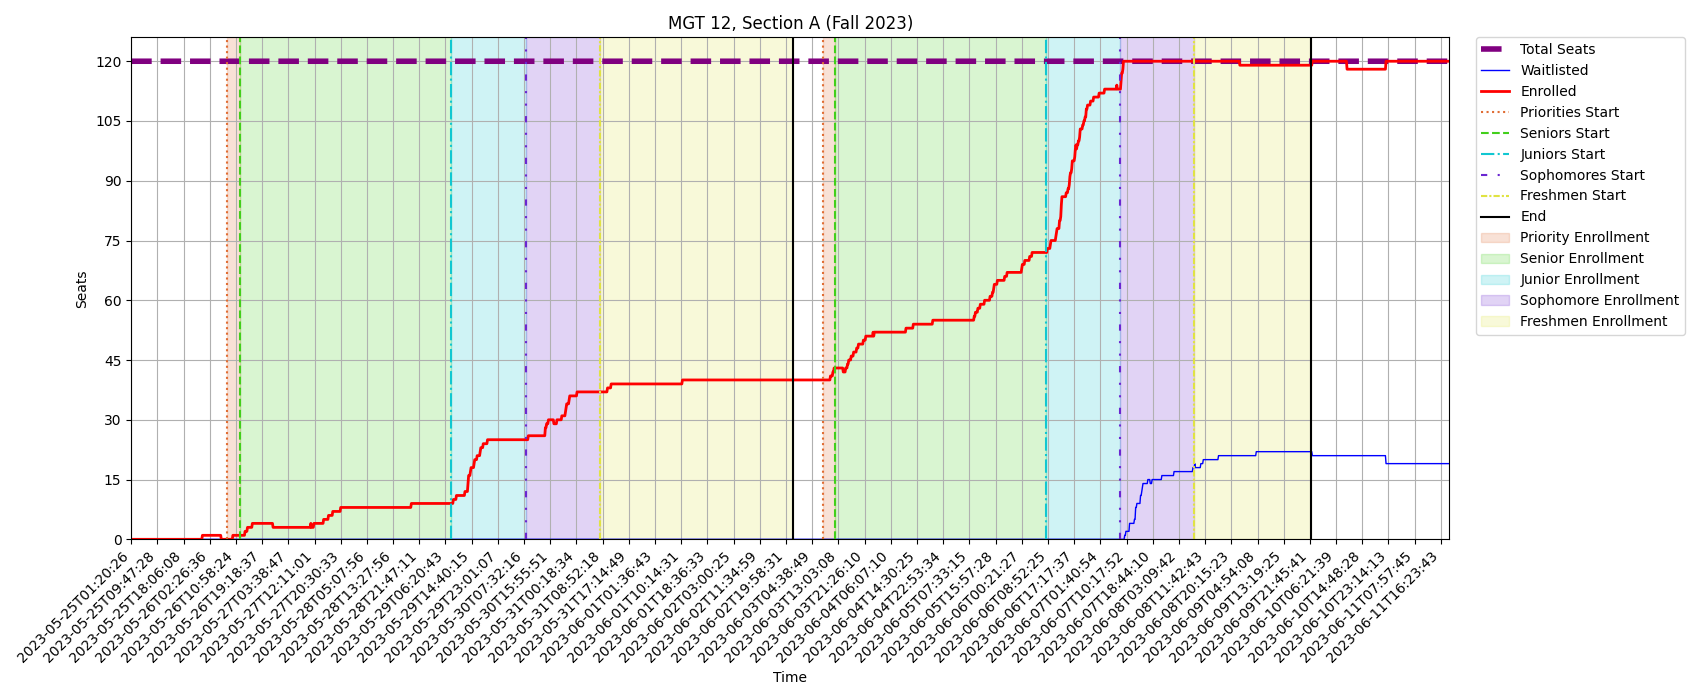 MGT 12, Section A (Fall 2023)
Total Seats
Waitlisted
Enrolled
Priorities Start
Seniors Start
Juniors Start
Sophomores Start
Freshmen Start
End
Priority Enrollment
Senior Enrollment
Junior Enrollment
Sophomore Enrollment
Freshmen Enrollment
Seats
120
105
90
75
60
45
30
15
0
2023-05-25T01:20:26
2023-05-25T09:47:28
2023-05-25T18:06:08
2023-05-26T02:26:36
2023-05-26T10:58:24
2023-05-26T19:18:37
2023-05-27T03:38:47
2023-05-27T12:11:01
2023-05-27T20:30:33
2023-05-28T05:07:56
2023-05-28T13:27:56
2023-05-28T21:47:11
2023-05-29T06:20:43
2023-05-29T14:40:15
2023-05-29T23:01:07
2023-05-30T07:32:16
2023-05-30T15:55:51
2023-05-31T00:18:34
2023-05-31T08:52:18
2023-05-31T17:14:49
2023-06-01T01:36:43
2023-06-01T10:14:31
2023-06-01T18:36:33
2023-06-02T03:00:25
2023-06-02T11:34:59
2023-06-02T19:58:31
2023-06-03T04:38:49
2023-06-03T13:03:08
2023-06-03T21:26:10
2023-06-04T06:07:10
2023-06-04T14:30:25
2023-06-04T22:53:34
2023-06-05T07:33:15
2023-06-05T15:57:28
2023-06-06T00:21:27
2023-06-06T08:52:25
2023-06-06T17:17:37
2023-06-07T01:40:54
2023-06-07T10:17:52
2023-06-07T18:44:10
2023-06-08T03:09:42
2023-06-08T11:42:43
2023-06-08T20:15:23
2023-06-09T04:54:08
2023-06-09T13:19:25
2023-06-09T21:45:41
2023-06-10T06:21:39
2023-06-10T14:48:28
2023-06-10T23:14:13
2023-06-11T07:57:45
2023-06-11T16:23:43
Time